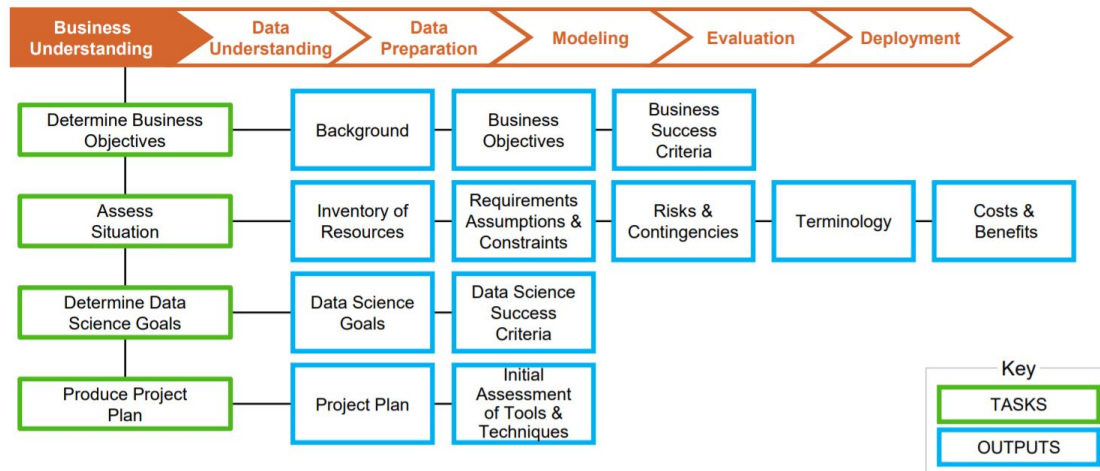 Business
Understanding
Data
Understanding
Data
Preparation
Modeling
Evaluation
Deployment
Determine Business
Objectives
Background
Business
Objectives
Business
Success
Criteria
Assess
Situation
Inventory of
Resources
Requirements
Assumptions &
Constraints
Risks &
Contingencies
Terminology
Costs &
Benefits
Determine Data
Science Goals
Data Science
Goals
Data Science
Success
Criteria
Produce Project
Plan
Project Plan
Initial
Assessment
of Tools &
Techniques
Key
TASKS
OUTPUTS